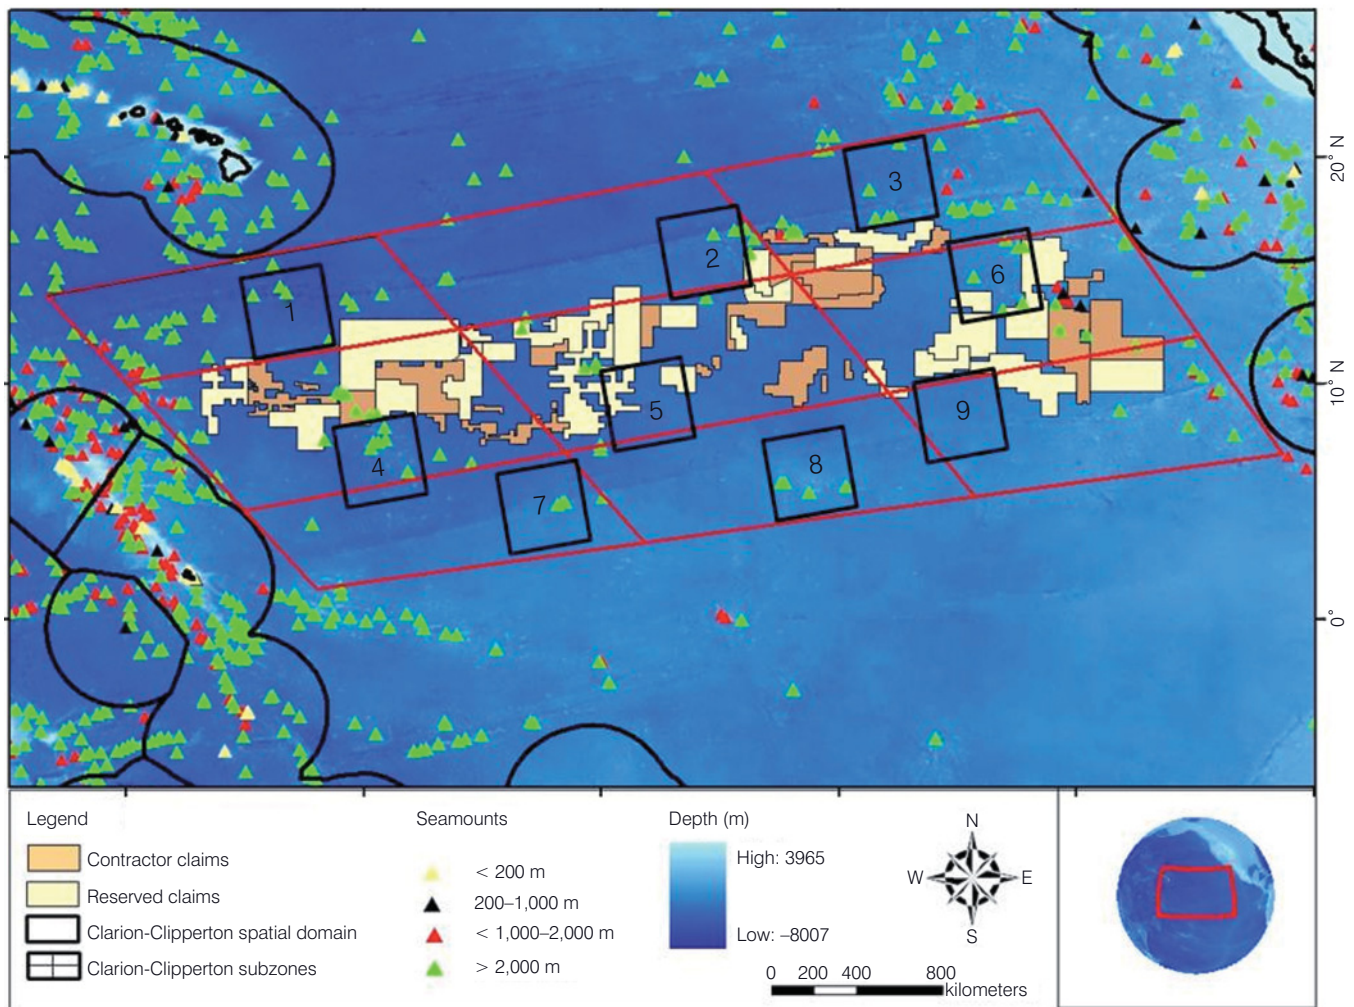 3
20° N
2
6
1
10° N
5
9
4
8
7
0°
Legend
Contractor claims
Reserved claims
Clarion-Clipperton spatial domain
Clarion-Clipperton subzones
Seamounts
< 200 m
200–1,000 m
< 1,000–2,000 m
> 2,000 m
Depth (m)
High: 3965
Low: –8007
N
W E
S
0 200 400 800
kilometers